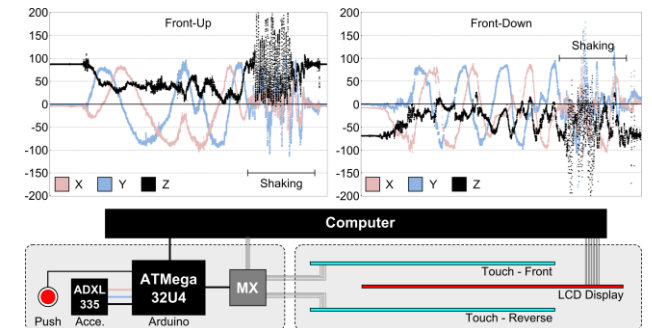 Front-Up
200
150
100
50
0
-50
-100
-150
-200
X Y Z
Shaking
Front-Down
200
150
100
50
0
-50
-100
-150
-200
Shaking
X Y Z
Computer
Push
ADXL
335
Acce.
ATMega
32U4
Arduino
MX
Touch - Front
LCD Display
Touch - Reverse